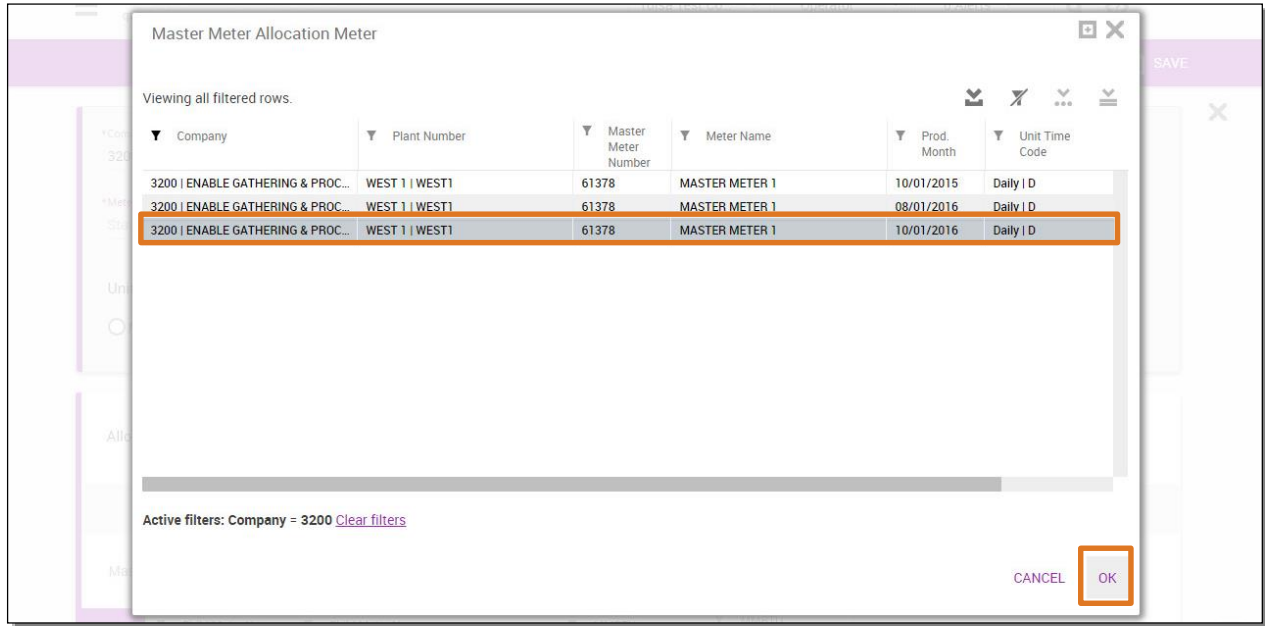 Master Meter Allocation Meter
SAVE
Viewing all filtered rows.
Company Plant Number Master Meter Number Meter Name Prod. Month Unit Time Code
3200 | ENABLE GATHERING & PROC... WEST 1 | WEST1 61378 MASTER METER 1 10/01/2015 Daily | D
3200 | ENABLE GATHERING & PROC... WEST 1 | WEST1 61378 MASTER METER 1 08/01/2016 Daily | D
3200 | ENABLE GATHERING & PROC... WEST 1 | WEST1 61378 MASTER METER 1 10/01/2016 Daily | D
Active filters: Company = 3200 Clear filters
CANCEL OK